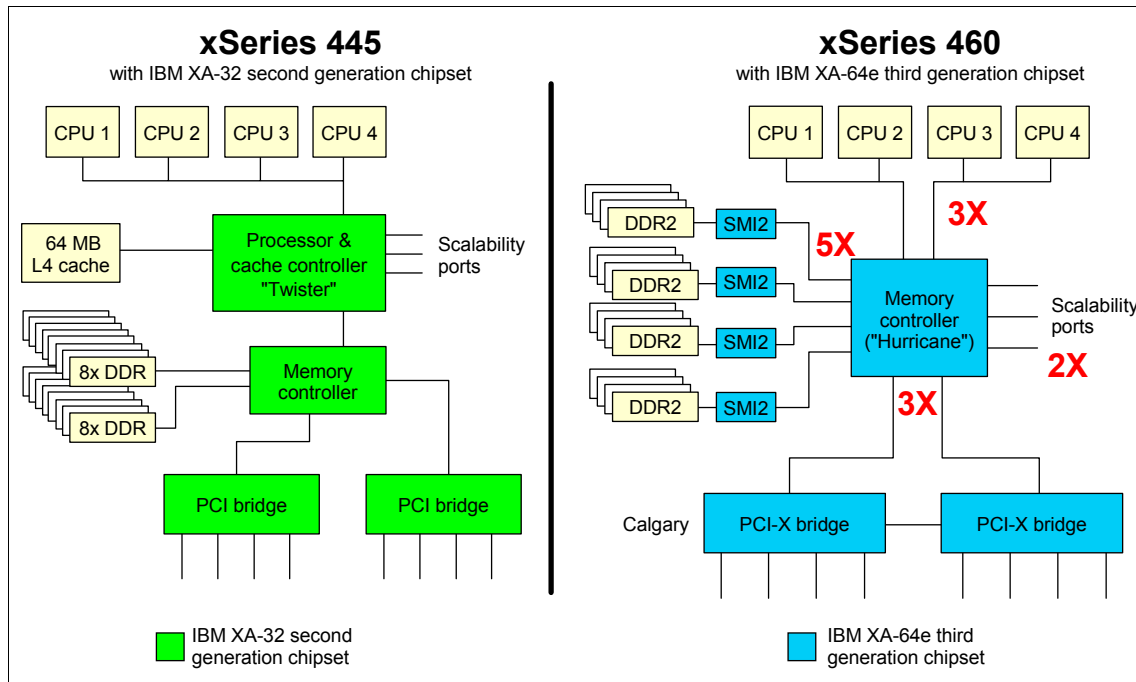 xSeries 445
with IBM XA-32 second generation chipset
CPU 1
CPU 2
CPU 3
CPU 4
64 MB
L4 cache
Processor &
cache controller
"Twister"
Scalability
ports
8x DDR
8x DDR
Memory
controller
PCI bridge
PCI bridge
IBM XA-32 second
generation chipset
xSeries 460
with IBM XA-64e third generation chipset
CPU 1
CPU 2
CPU 3
CPU 4
3X
DDR2
SMI2
5X
DDR2
SMI2
DDR2
SMI2
DDR2
SMI2
Memory
controller
("Hurricane")
Scalability
ports
2X
3X
Calgary
PCI-X bridge
PCI-X bridge
IBM XA-64e third
generation chipset